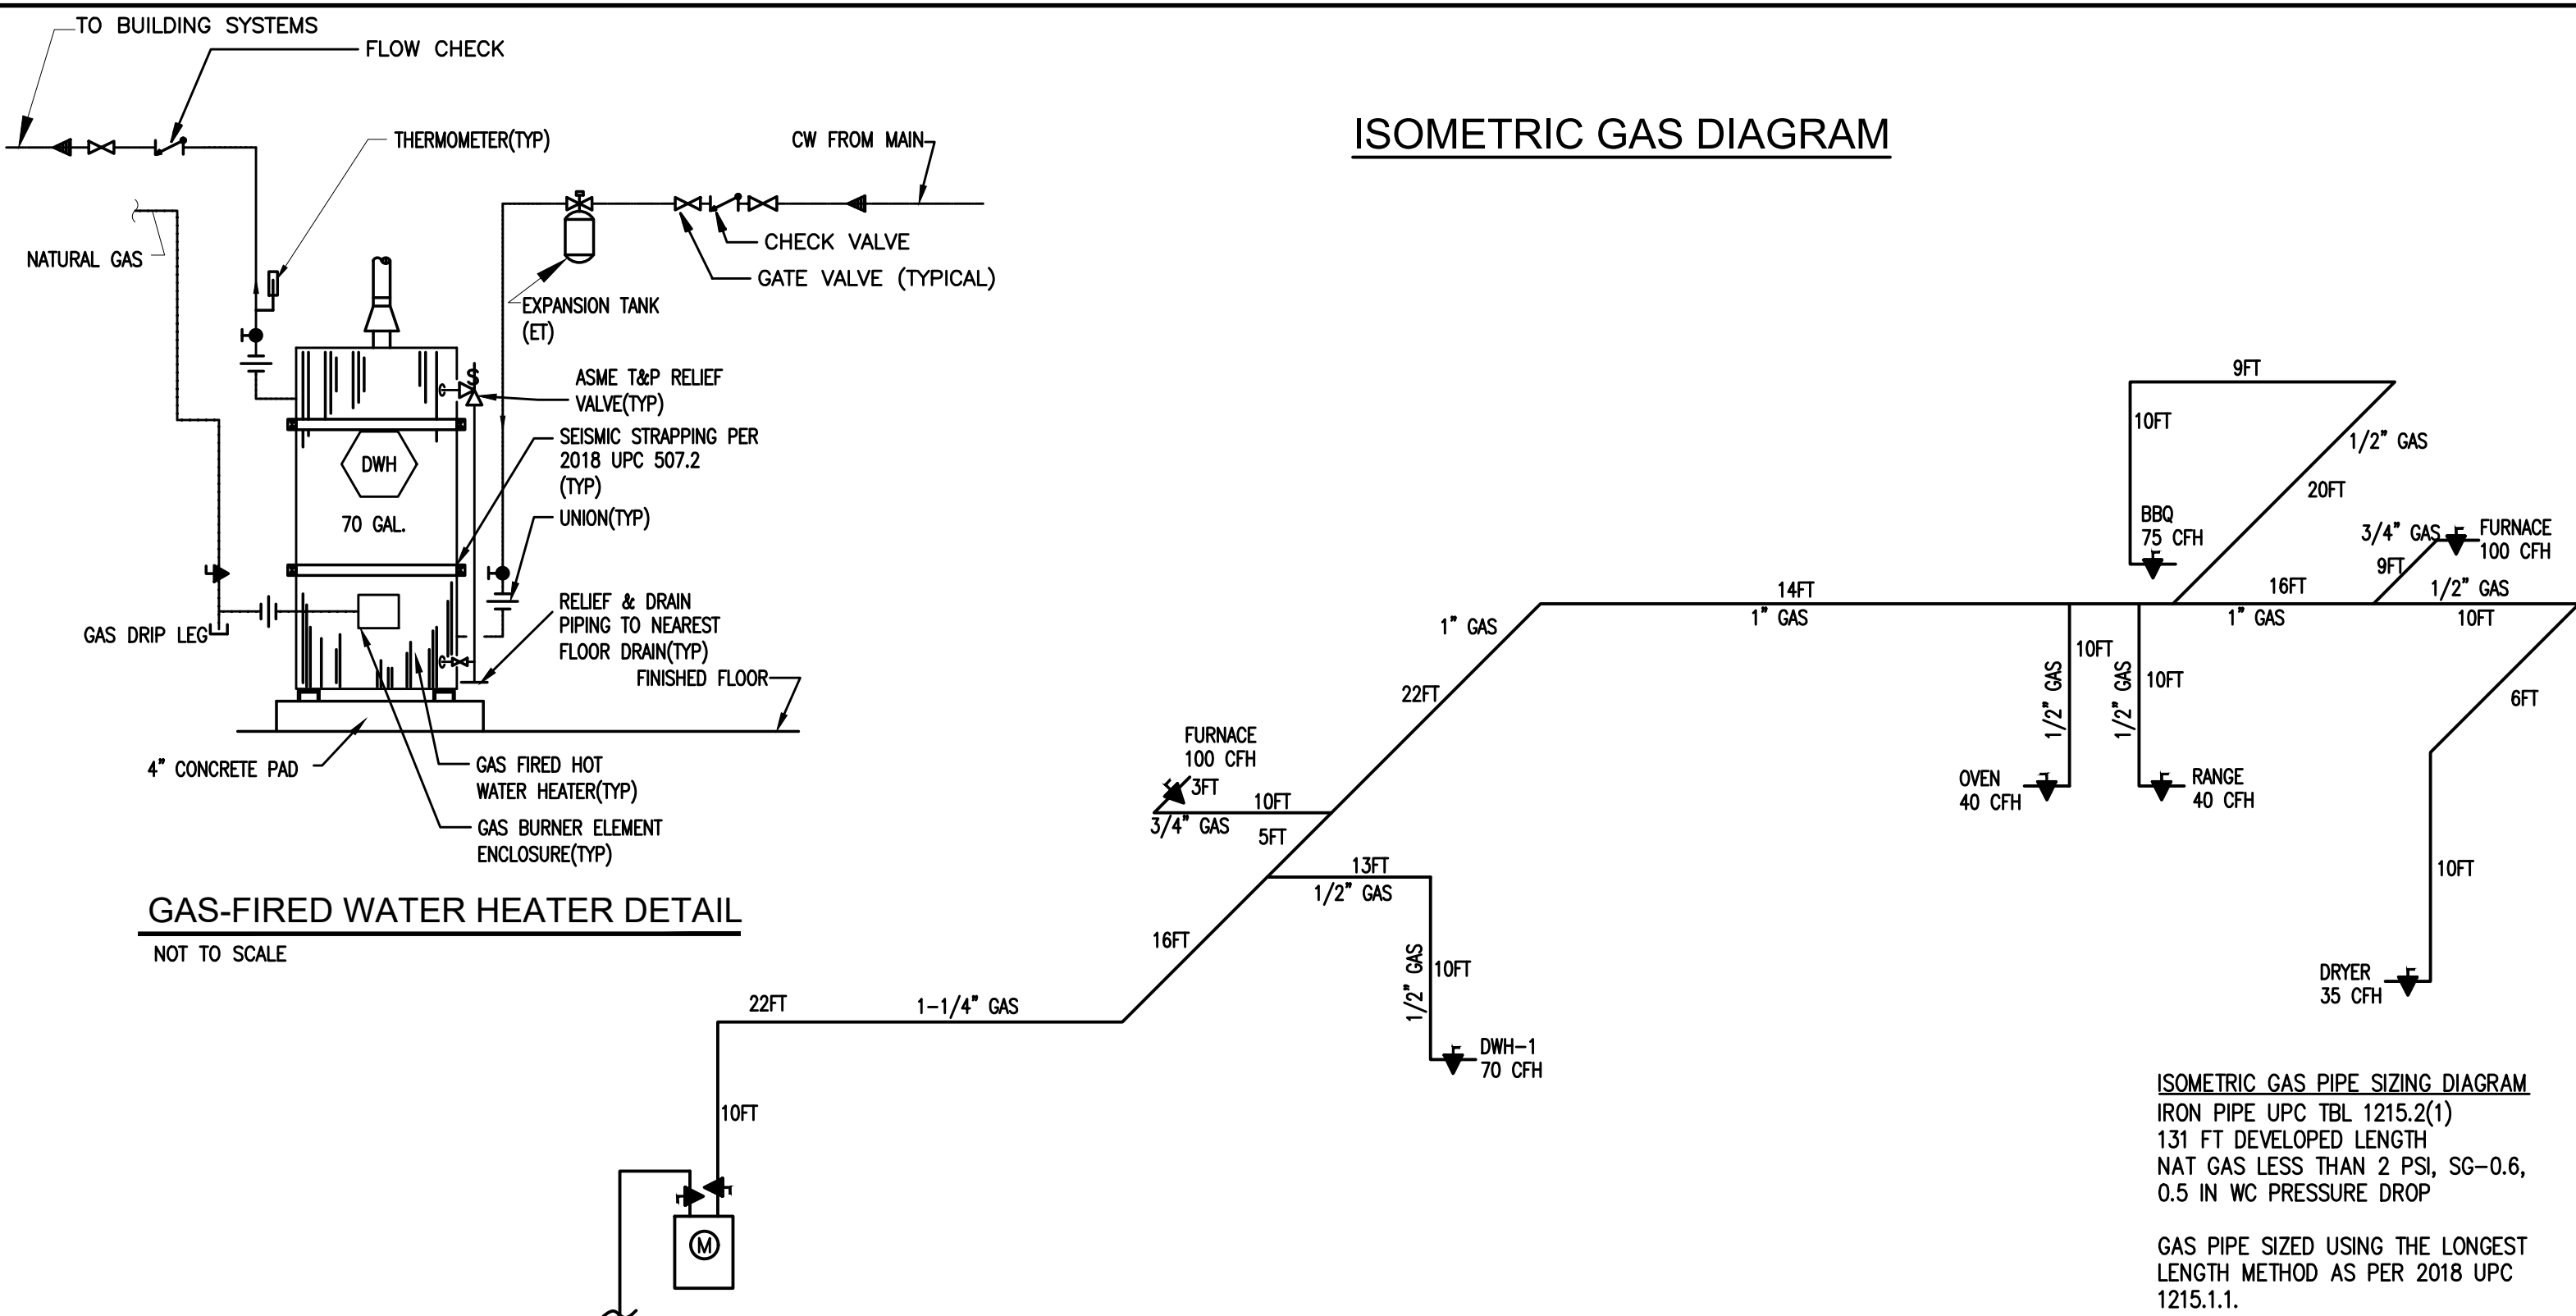 TO BUILDING SYSTEMS
FLOW CHECK
THERMOMETER(TYP)
CW FROM MAIN
NATURAL GAS
CHECK VALVE
GATE VALVE (TYPICAL)
EXPANSION TANK
(ET)
S
ASME T&P RELIEF
VALVE(TYP)
SEISMIC STRAPPING PER
2018 UPC 507.2
(TYP)
DWH
70 GAL.
UNION(TYP)
RELIEF & DRAIN
PIPING TO NEAREST
FLOOR DRAIN(TYP)
GAS DRIP LEG
FINISHED FLOOR
4" CONCRETE PAD
GAS FIRED HOT
WATER HEATER(TYP)
GAS BURNER ELEMENT
ENCLOSURE(TYP)
GAS-FIRED WATER HEATER DETAIL
NOT TO SCALE
ISOMETRIC GAS DIAGRAM
9FT
10FT
1/2" GAS
20FT
BBQ
75 CFH
3/4" GAS
FURNACE
100 CFH
9FT
14FT
1" GAS
16FT
1" GAS
1/2" GAS
10FT
1" GAS
22FT
10FT
1/2" GAS
10FT
1/2" GAS
6FT
OVEN
40 CFH
RANGE
40 CFH
FURNACE
100 CFH
3FT
10FT
3/4" GAS
5FT
13FT
1/2" GAS
10FT
16FT
1/2" GAS
10FT
DRYER
35 CFH
22FT
1-1/4" GAS
DWH-1
70 CFH
10FT
M
ISOMETRIC GAS PIPE SIZING DIAGRAM
IRON PIPE UPC TBL 1215.2(1)
131 FT DEVELOPED LENGTH
NAT GAS LESS THAN 2 PSI, SG-0.6,
0.5 IN WC PRESSURE DROP
GAS PIPE SIZED USING THE LONGEST
LENGTH METHOD AS PER 2018 UPC
1215.1.1.